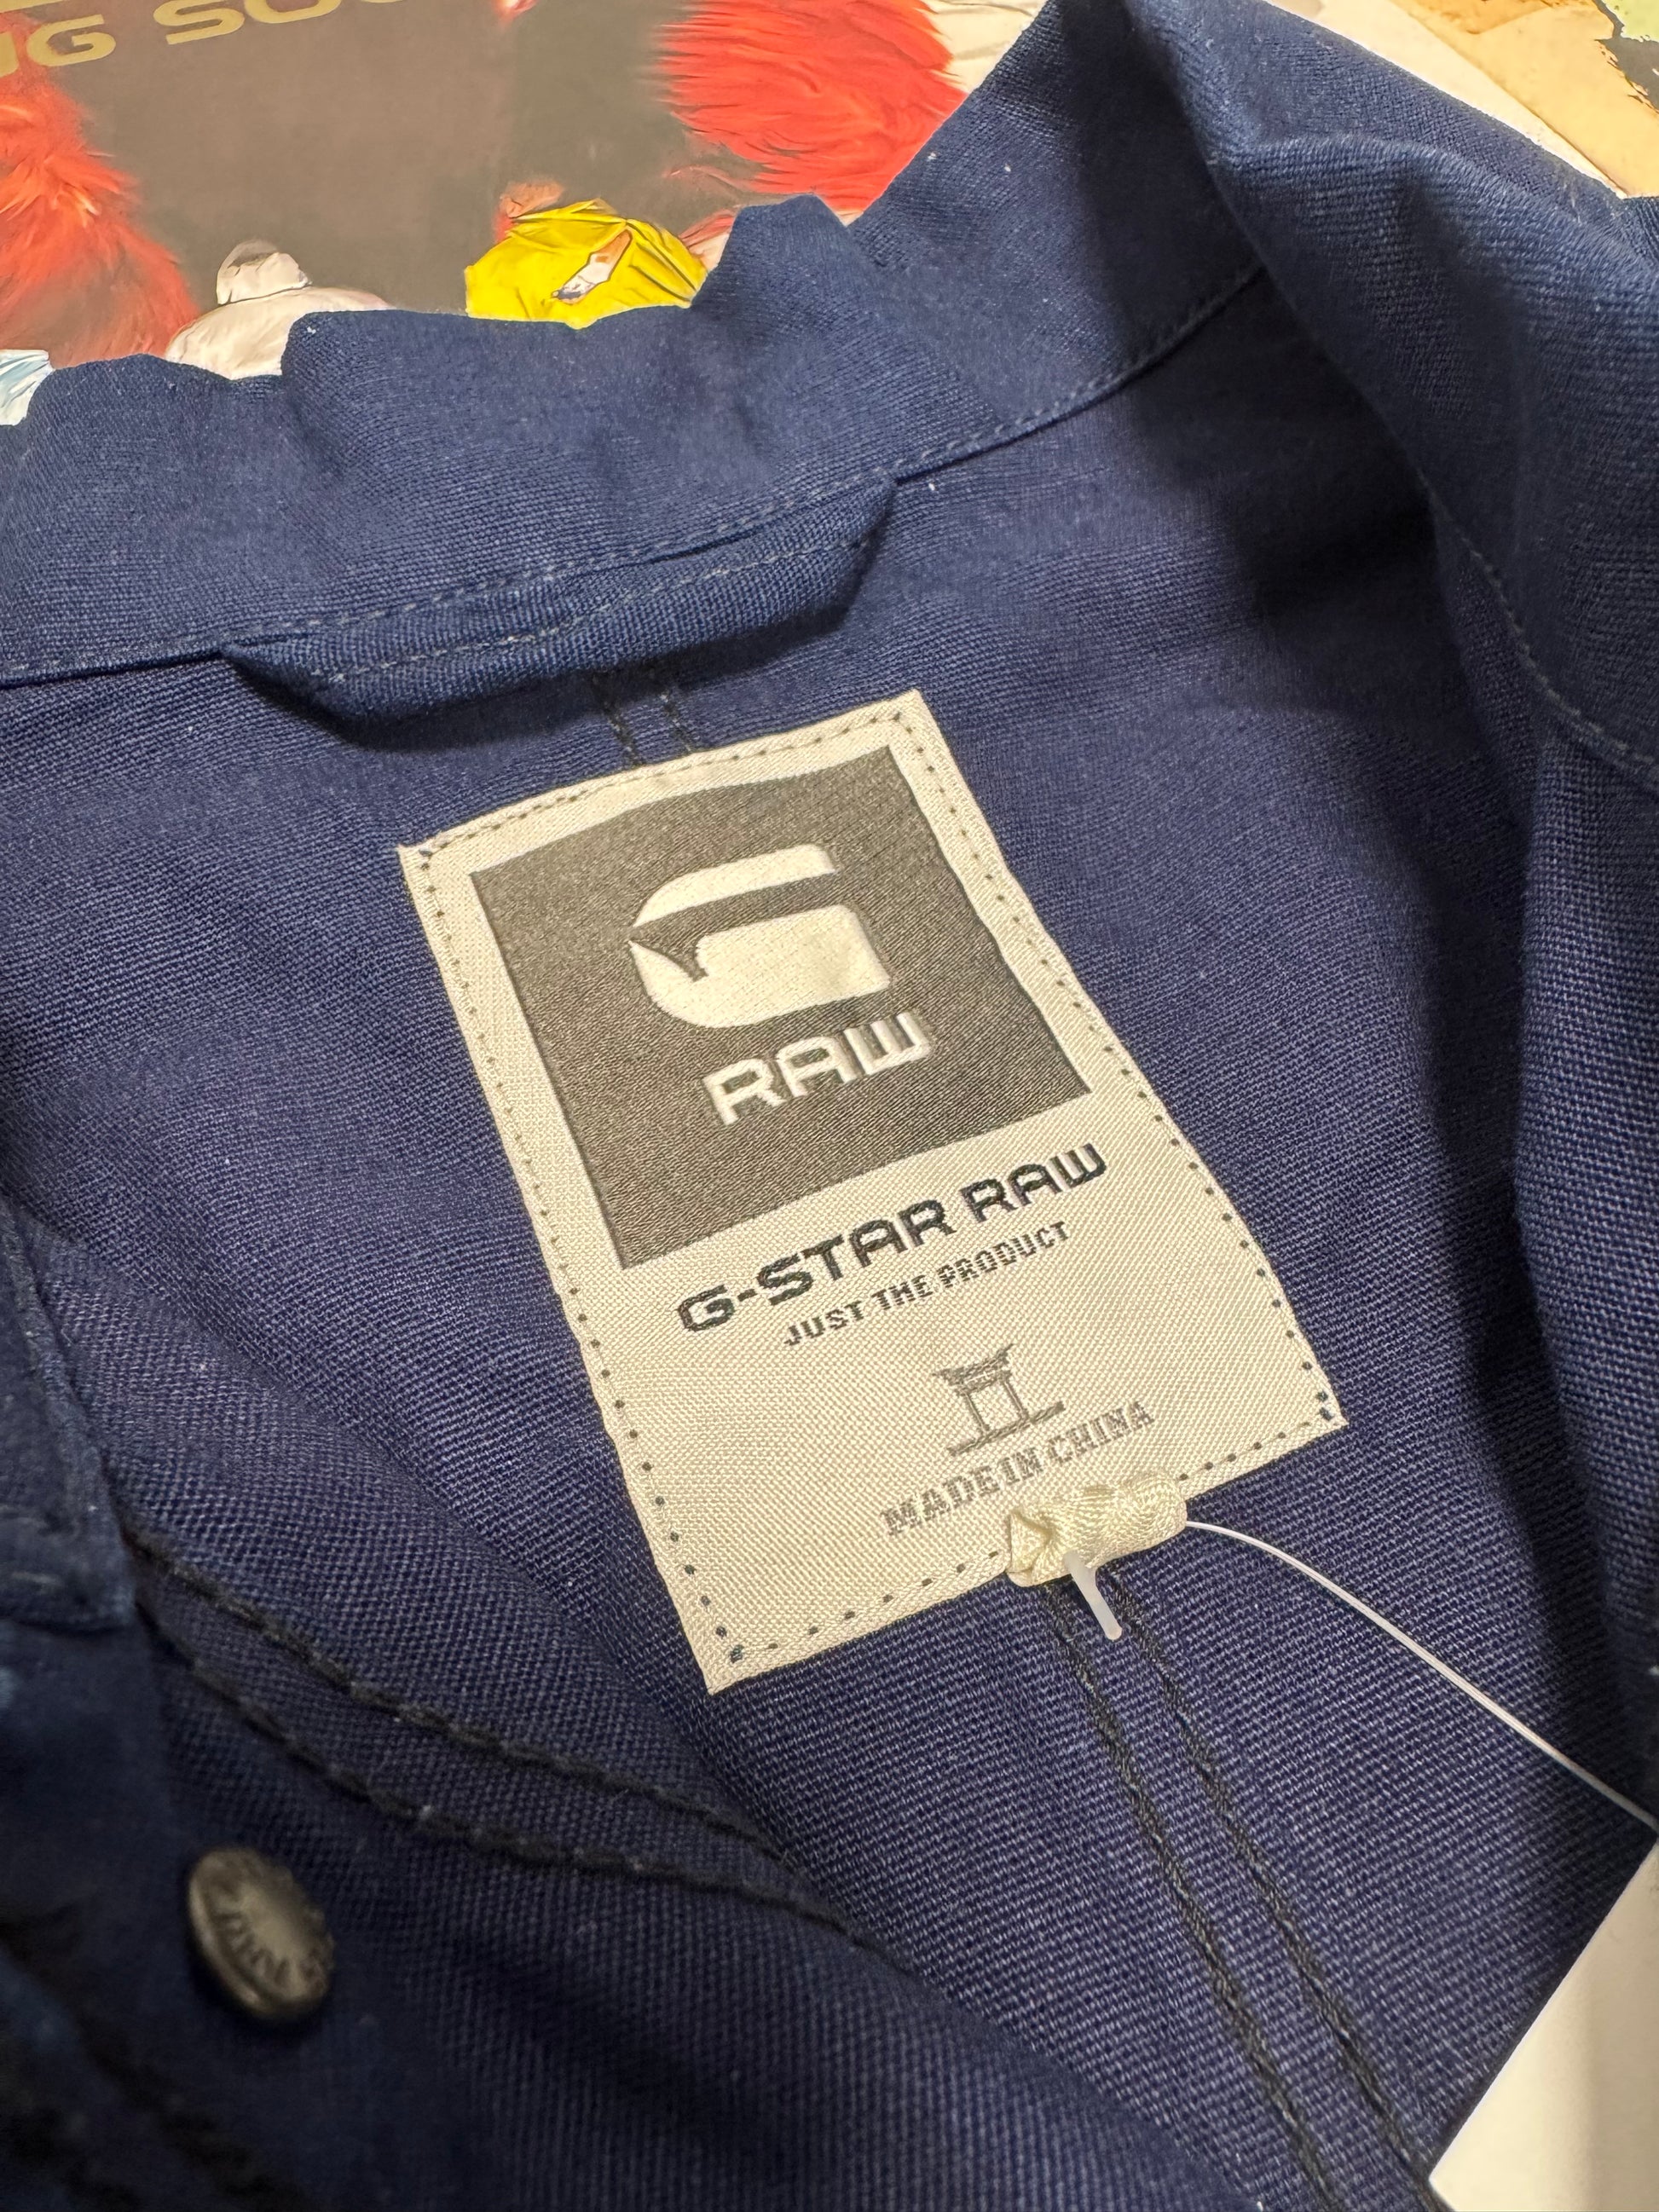 RAW
G-STAR RAW
JUST THE PRODUCT
MADE IN CHINA